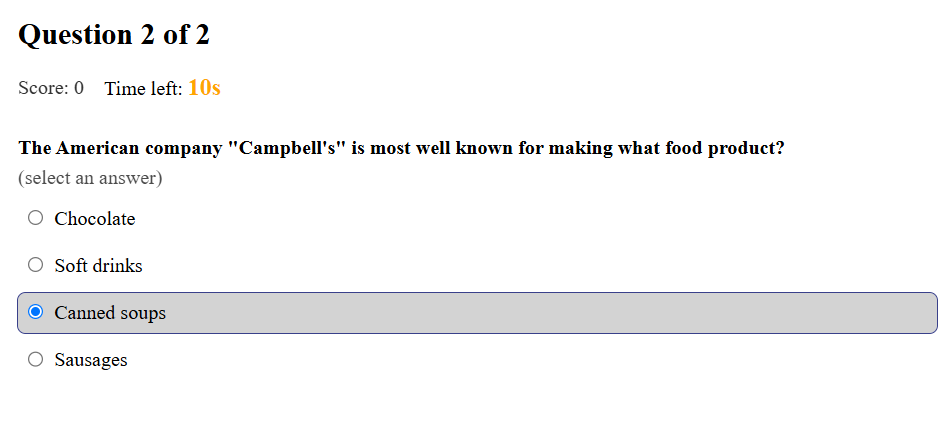 Question 2 of 2
Score: 0 Time left: 10s
The American company "Campbell's" is most well known for making what food product?
(select an answer)
Chocolate
Soft drinks
Canned soups
Sausages